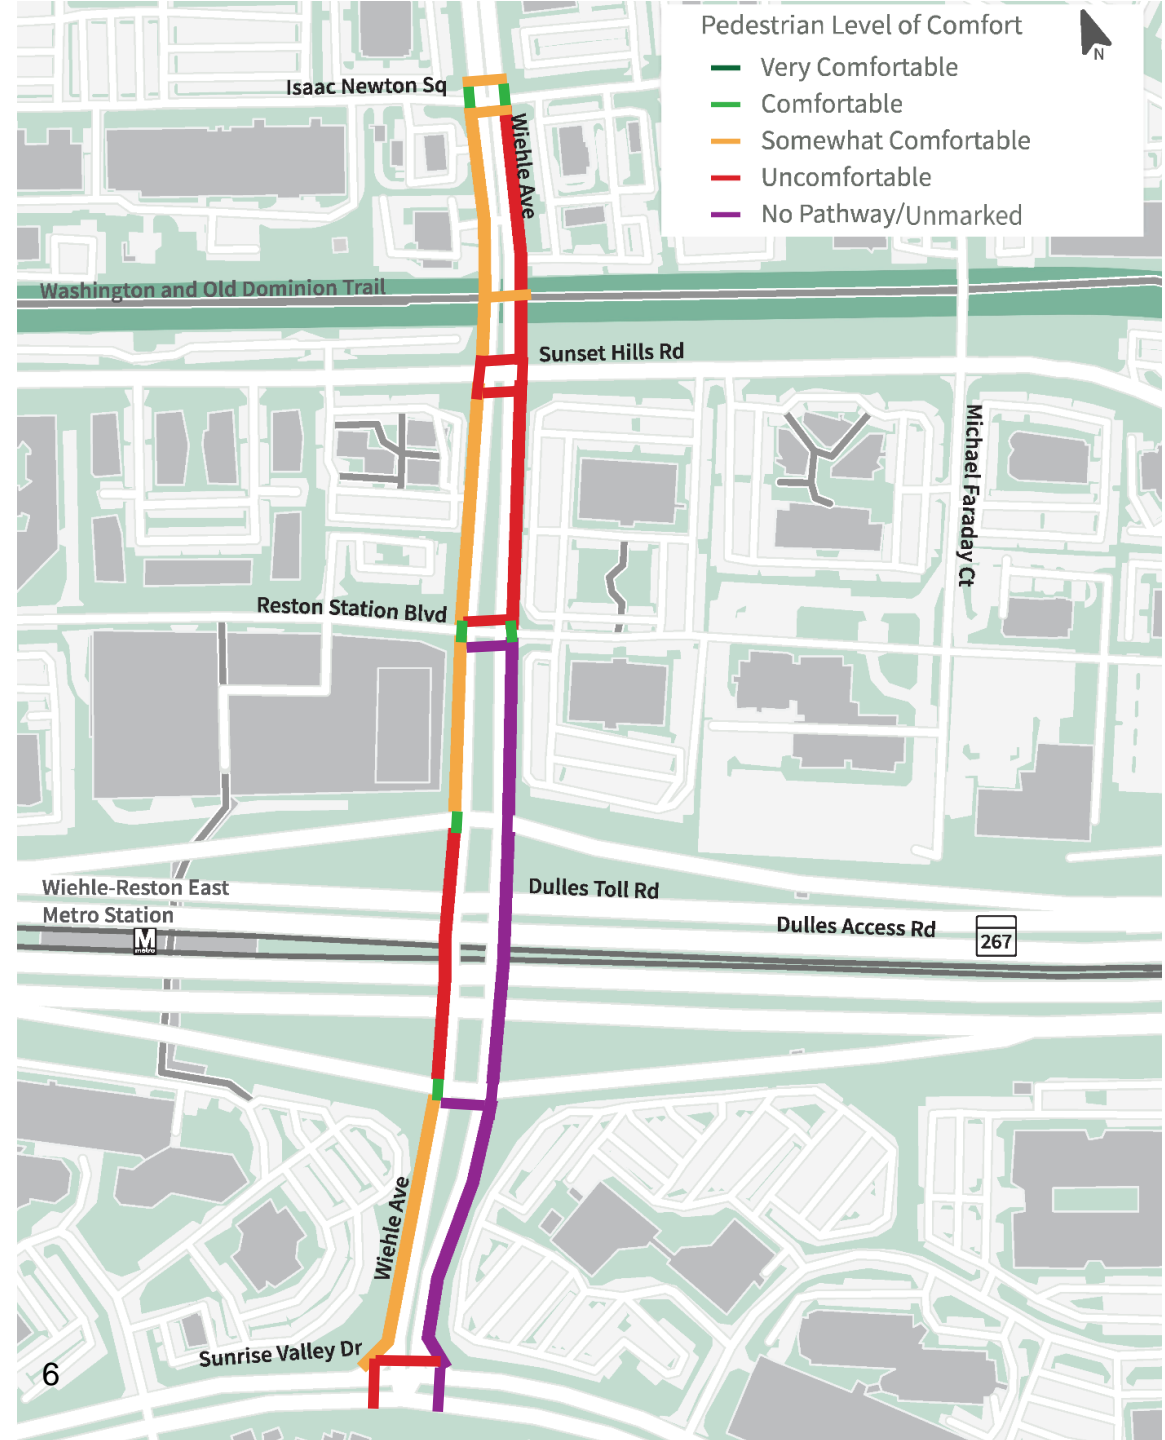 Pedestrian Level of Comfort
N
Very Comfortable
Comfortable
Somewhat Comfortable
Uncomfortable
No Pathway/Unmarked
Isaac Newton Sq
Wiehle Ave
Washington and Old Dominion Trail
Sunset Hills Rd
Michael Faraday Ct
Reston Station Blvd
Wiehle-Reston East
Metro Station
M
metro
Dulles Toll Rd
Dulles Access Rd
267
Wiehle Ave
Sunrise Valley Dr
6